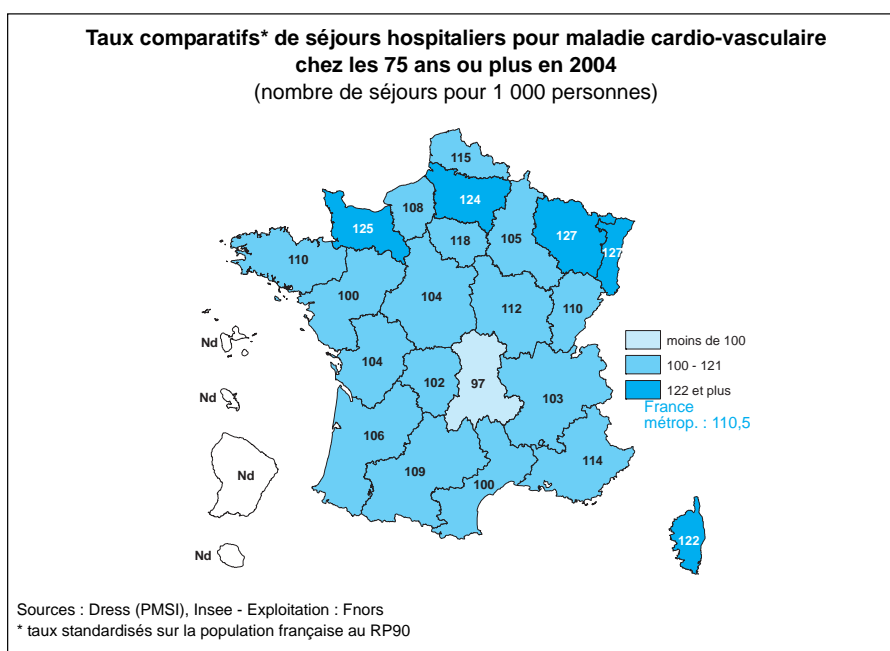 Taux comparatifs* de séjours hospitaliers pour maladie cardio-vasculaire
chez les 75 ans ou plus en 2004
(nombre de séjours pour 1 000 personnes)
115
124
108
125
118
105
127
127
110
100
104
112
110
Nd
104
102
97
103
Nd
106
109
100
114
Nd
Nd
122
moins de 100
100 - 121
122 et plus
France
métrop. : 110,5
Sources : Dress (PMSI), Insee - Exploitation : Fnors
* taux standardisés sur la population française au RP90